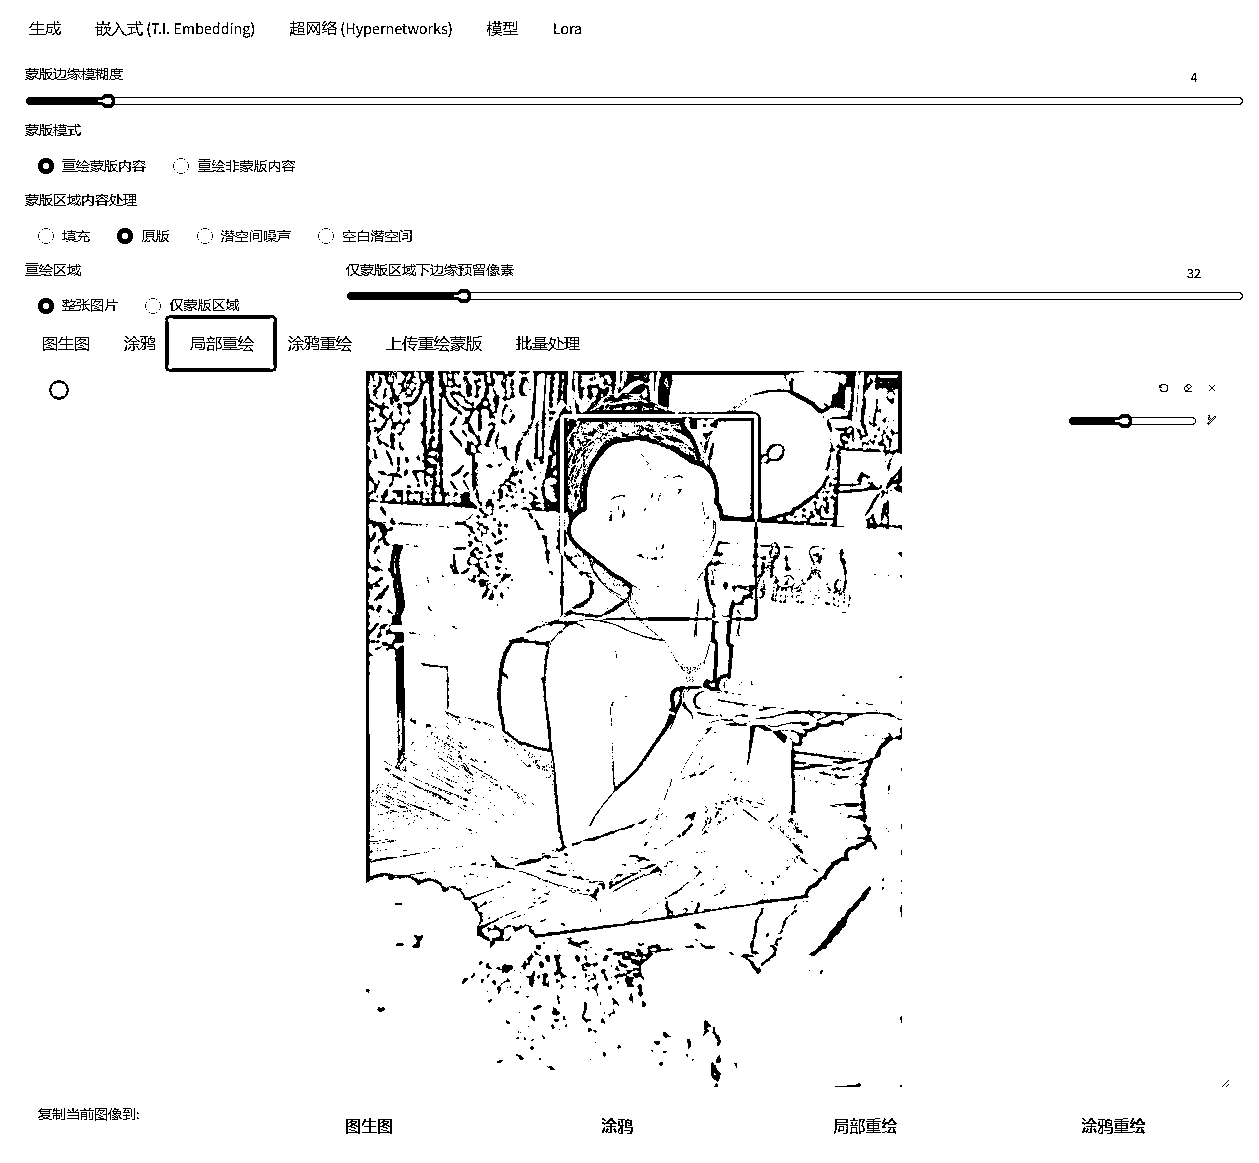 生成 嵌入式 (T.I. Embedding) 超网络 (Hypernetworks) 模型 Lora
蒙版边缘模糊度 4
蒙版模式
重绘蒙版内容 重绘非蒙版内容
蒙版区域内容处理
填充 原版 潜空间噪声 空白潜空间
重绘区域 仅蒙版区域下边缘预留像素 32
整张图片 仅蒙版区域
图生图 涂鸦 局部重绘 涂鸦重绘 上传重绘蒙版 批量处理
复制当前图像到:
图生图 涂鸦 局部重绘 涂鸦重绘